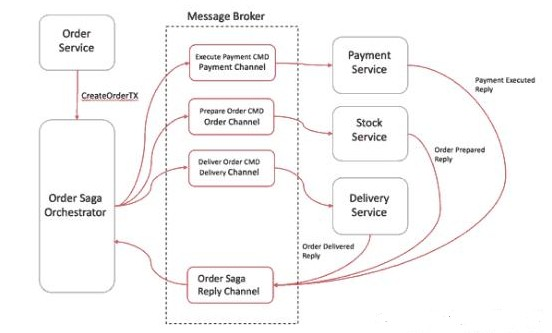 Message Broker
Order
Service
CreateOrderTX
Order Saga
Orchestrator
Execute Payment CMD
Payment Channel
Prepare Order CMD
Order Channel
Deliver Order CMD
Delivery Channel
Order Saga
Reply Channel
Payment
Service
Stock
Service
Delivery
Service
Payment Executed
Reply
Order Prepared
Reply
Order Delivered
Reply